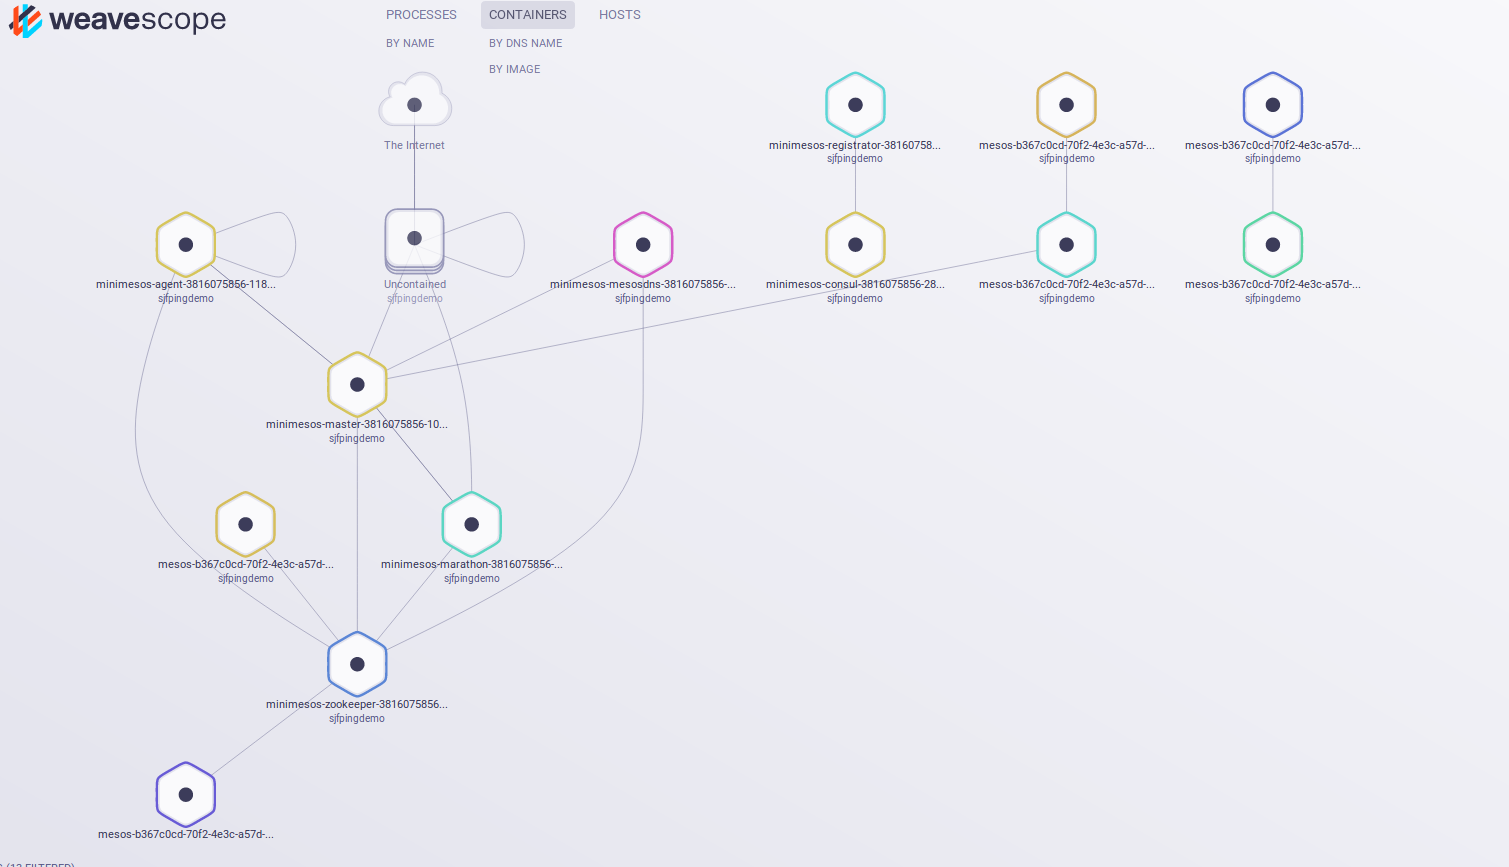 weavescope
PROCESSES CONTAINERS HOSTS
BY NAME BY DNS NAME
BY IMAGE
The Internet
minimesos-registrator-38160758...
sjfpingdemo
mesos-b367c0cd-70f2-4e3c-a57d-...
sjfpingdemo
mesos-b367c0cd-70f2-4e3c-a57d-...
sjfpingdemo
minimesos-agent-3816075856-118...
sjfpingdemo
Uncontained
sjfpingdemo
minimesos-mesosdns-3816075856-...
sjfpingdemo
minimesos-consul-3816075856-28...
sjfpingdemo
mesos-b367c0cd-70f2-4e3c-a57d-...
sjfpingdemo
mesos-b367c0cd-70f2-4e3c-a57d-...
sjfpingdemo
minimesos-master-3816075856-10...
sjfpingdemo
mesos-b367c0cd-70f2-4e3c-a57d-...
sjfpingdemo
minimesos-marathon-3816075856-...
sjfpingdemo
minimesos-zookeeper-3816075856...
sjfpingdemo
mesos-b367c0cd-70f2-4e3c-a57d-...